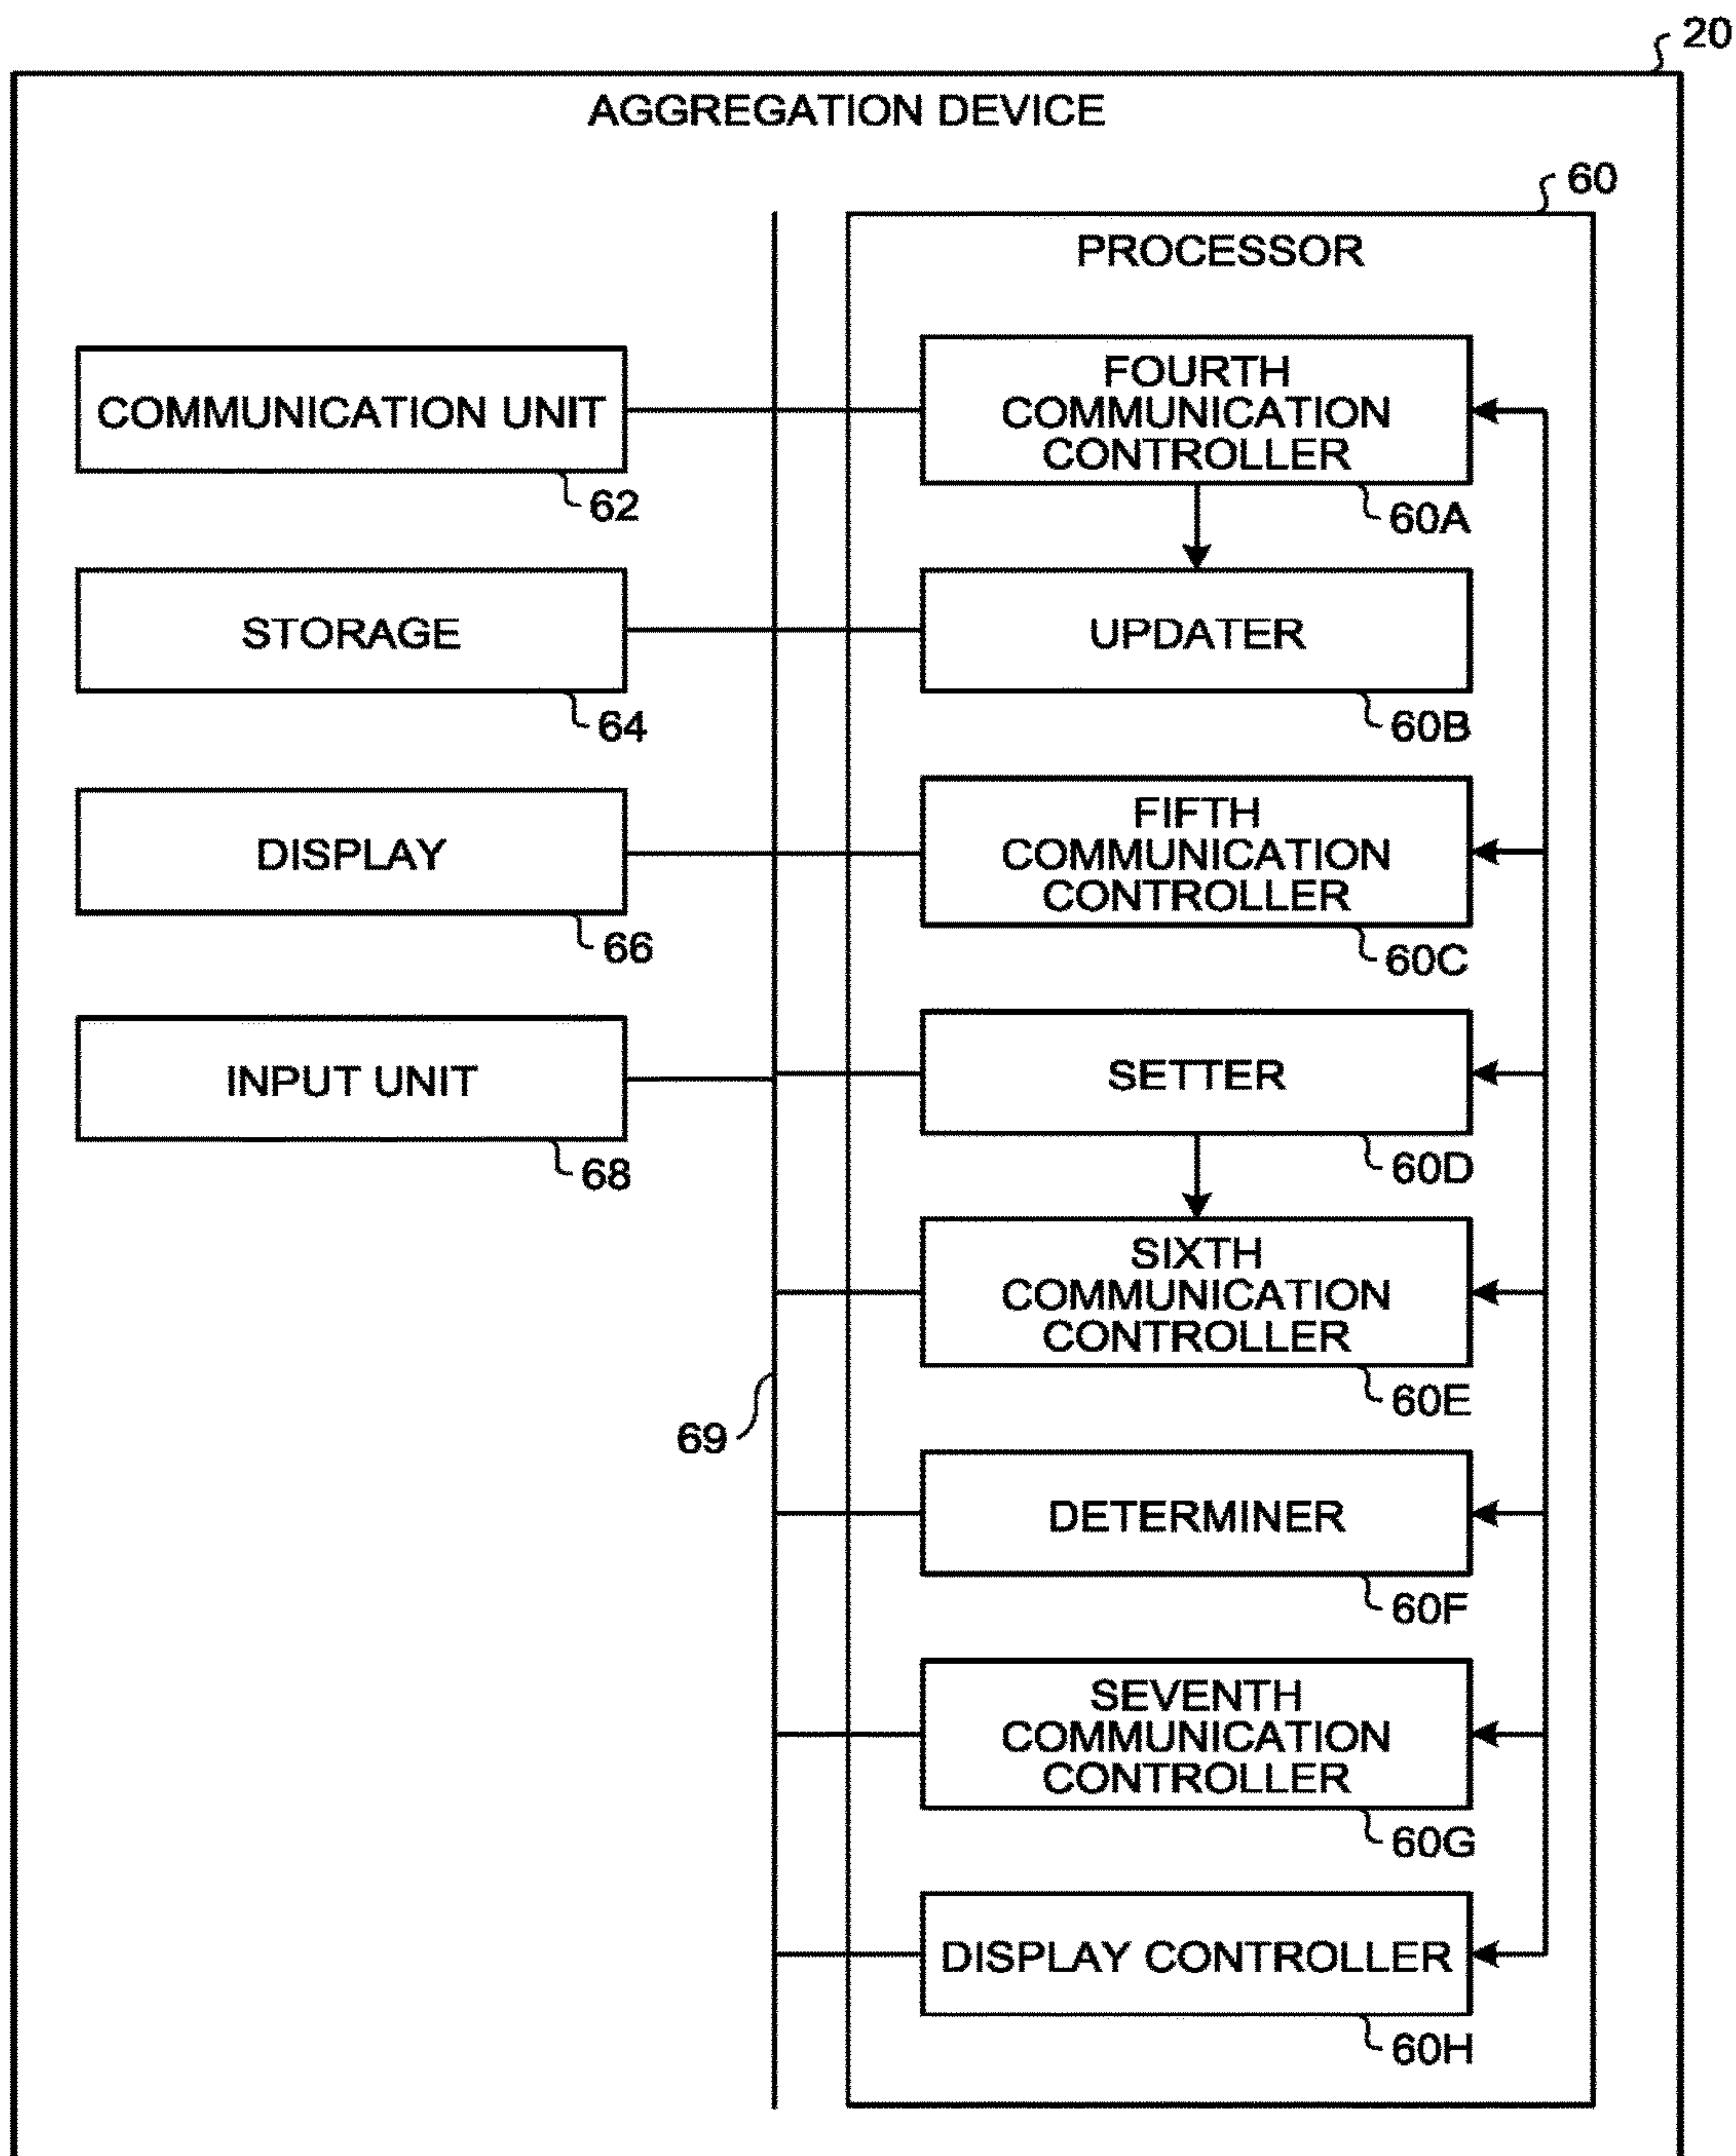 20
AGGREGATION DEVICE
60
PROCESSOR
COMMUNICATION UNIT
62
FOURTH
COMMUNICATION
CONTROLLER
60A
STORAGE
64
UPDATER
60B
DISPLAY
66
FIFTH
COMMUNICATION
CONTROLLER
60C
INPUT UNIT
68
SETTER
60D
SIXTH
COMMUNICATION
CONTROLLER
60E
69
DETERMINER
60F
SEVENTH
COMMUNICATION
CONTROLLER
60G
DISPLAY CONTROLLER
60H